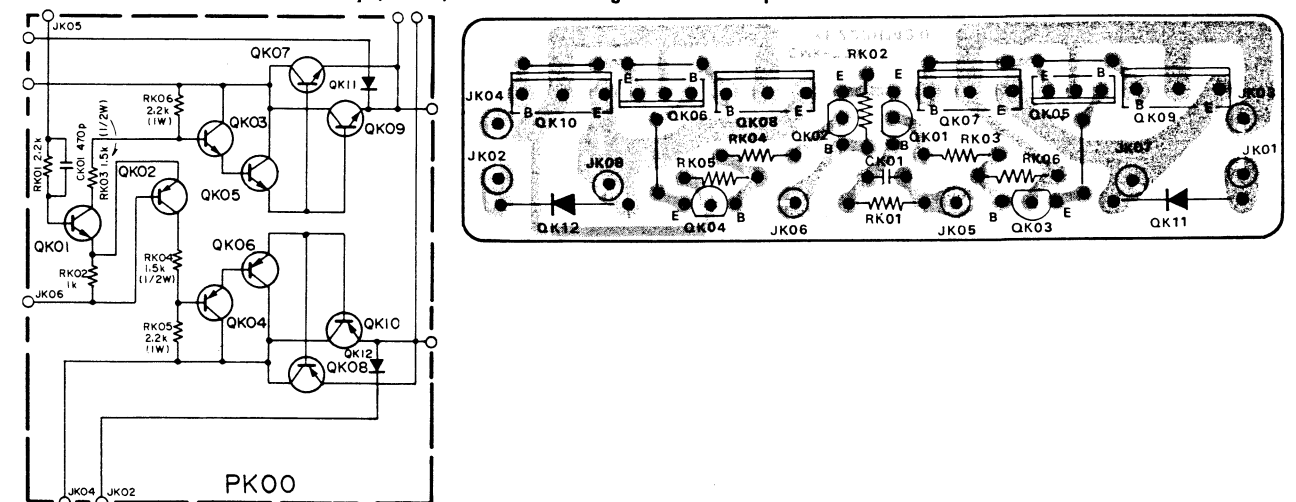 JK05
QK07
QK11
RK06
2.2k
(1W)
QK03
QK09
RK01 2.2k
CK01 470p
RK03 1.5k (1/2W)
QK02
QK05
QK01
QK06
RK04
1.5k
(1/2W)
RK02
1k
JK06
QK04
QK10
RK05
2.2k
(1W)
QK12
QK08
PK00
JK04 JK02
RK02
E B E E E B
JK04
QK10 B E QK06 B QK08 E QK02 QK01 B QK07 E QK05 B QK09 E
RK04 B B RK03
JK02 JK08 RK05 CK01 RK06 JK07 JK01
E B RK01 B E
QK12 QK04 JK06 JK05 QK03 QK11